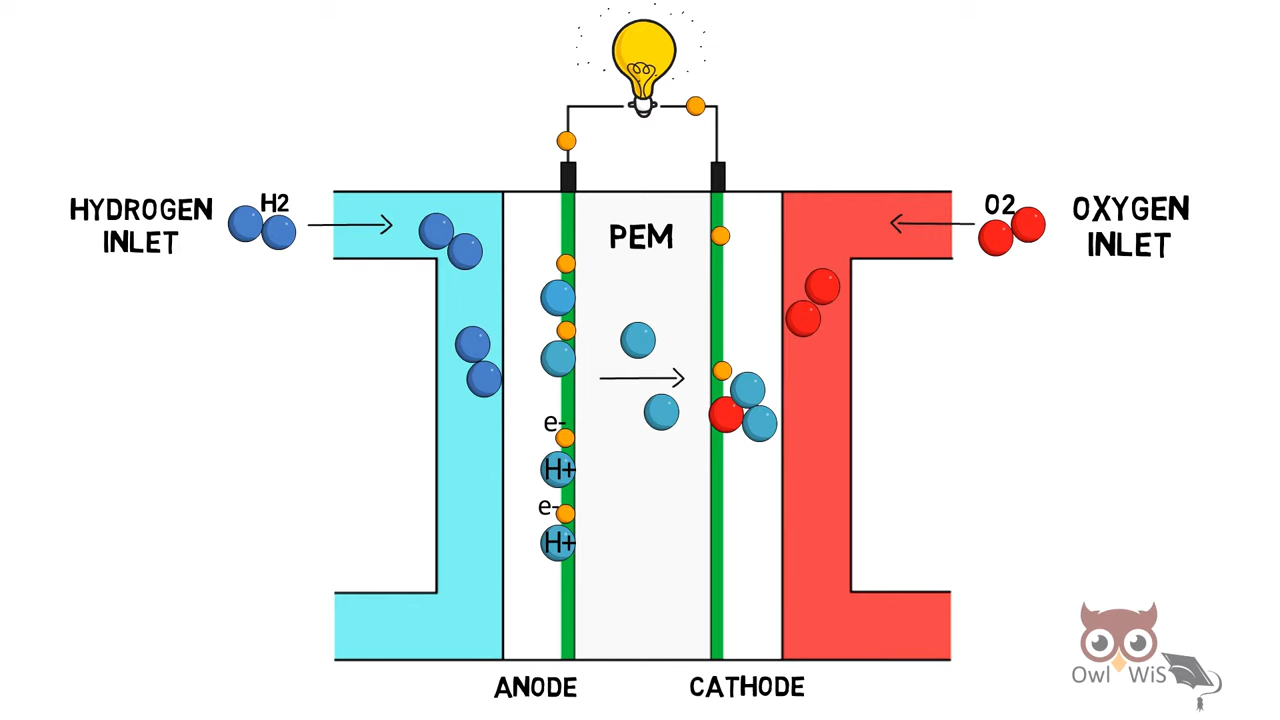 HYDROGEN
INLET
H2
PEM
O2
OXYGEN
INLET
e-
H+
e-
H+
ANODE
CATHODE
Owl WiS